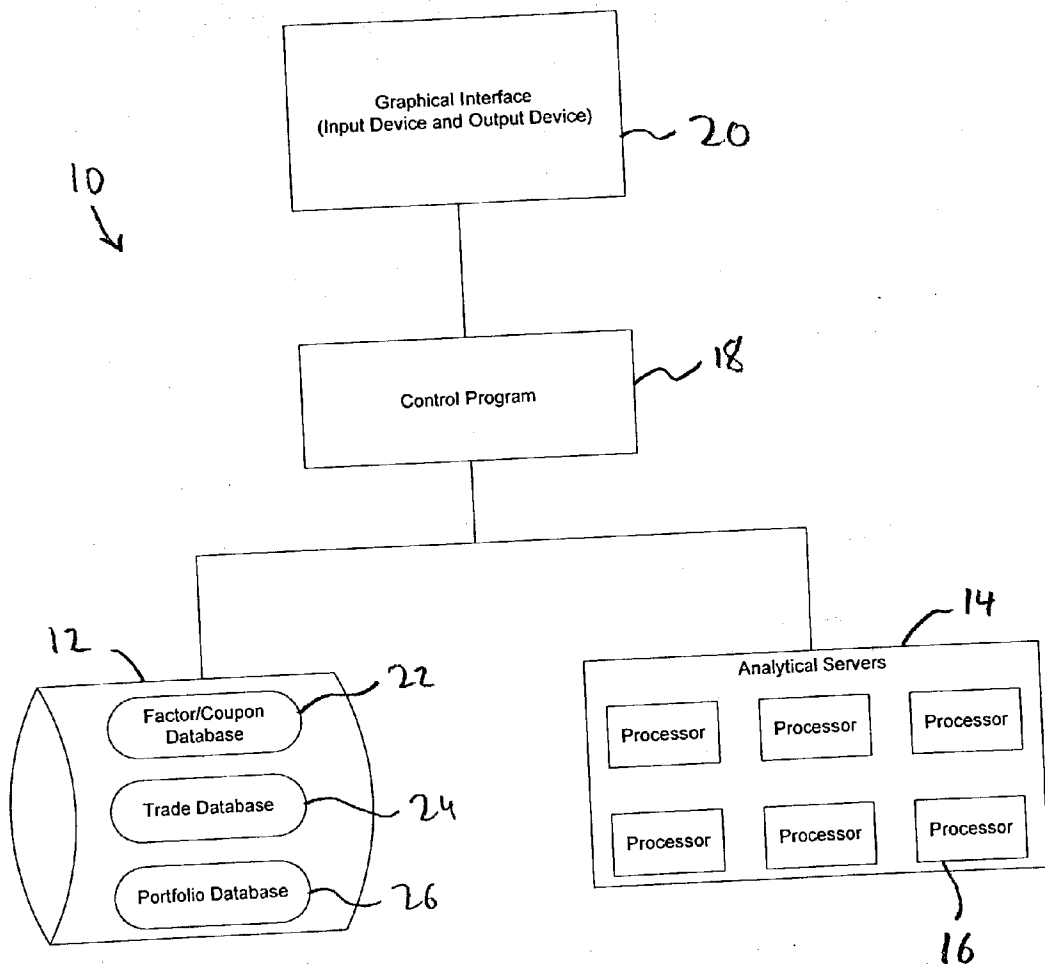 Graphical Interface
(Input Device and Output Device)
20
10
Control Program
18
12
14
Factor/Coupon
Database
22
Trade Database
24
Portfolio Database
26
Analytical Servers
Processor Processor Processor
Processor Processor Processor
16